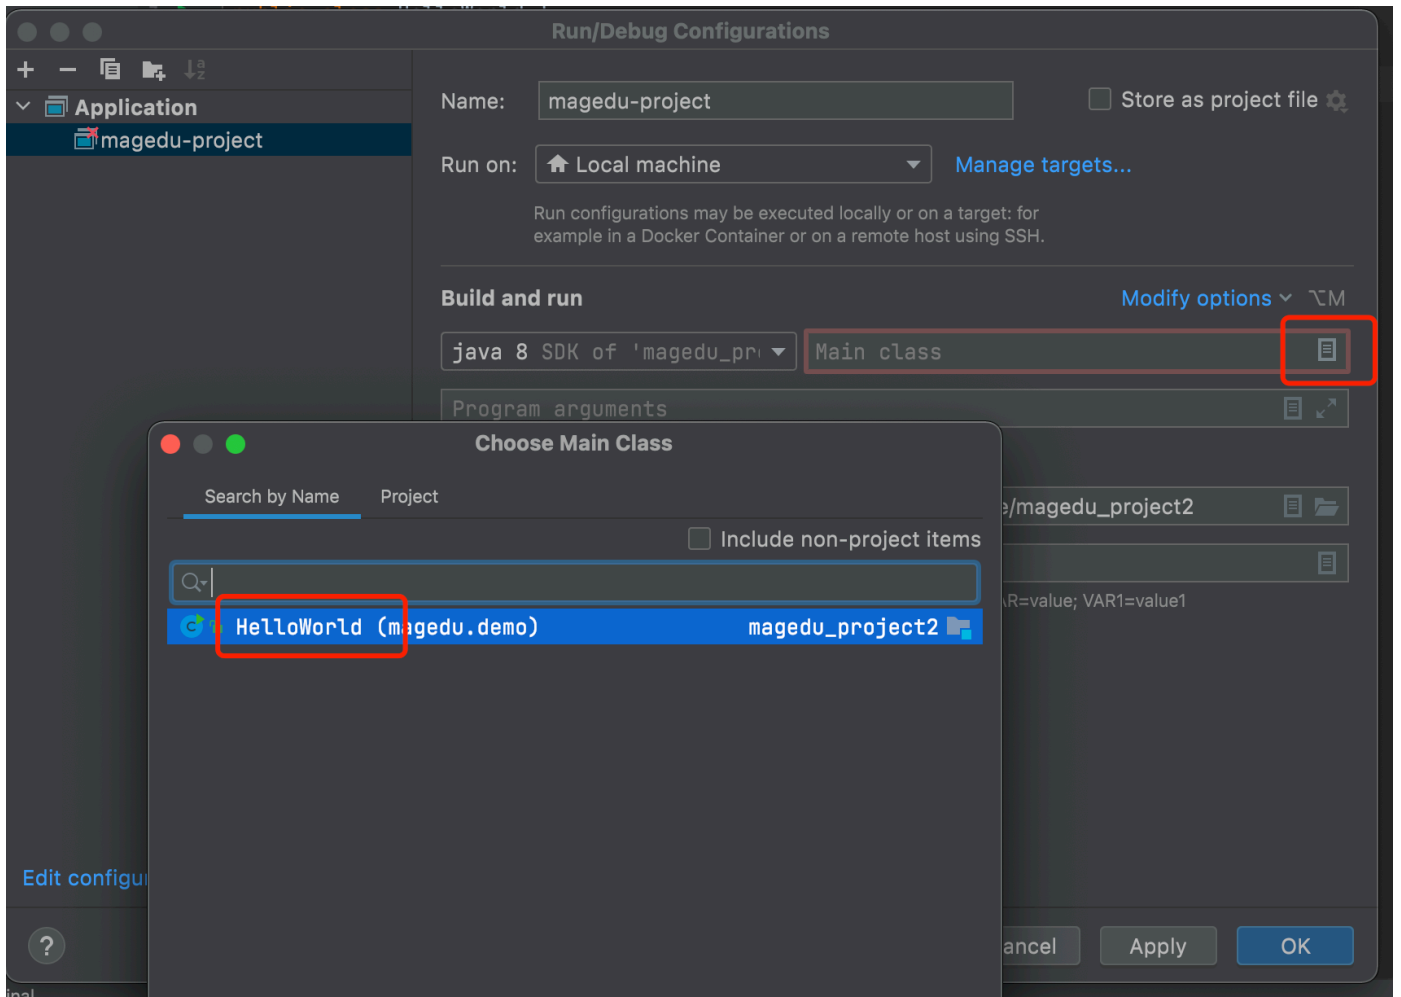 Run/Debug Configurations
Application
magedu-project
Name:
magedu-project
Store as project file
Run on:
Local machine
Manage targets...
Run configurations may be executed locally or on a target: for
example in a Docker Container or on a remote host using SSH.
Build and run
Modify options
⌥M
java 8 SDK of 'magedu_pr
Main class
Program arguments
Choose Main Class
Search by Name
Project
/magedu_project2
Include non-project items
HelloWorld (magedu.demo)
magedu_project2
R=value; VAR1=value1
Edit configu
?
ancel
Apply
OK